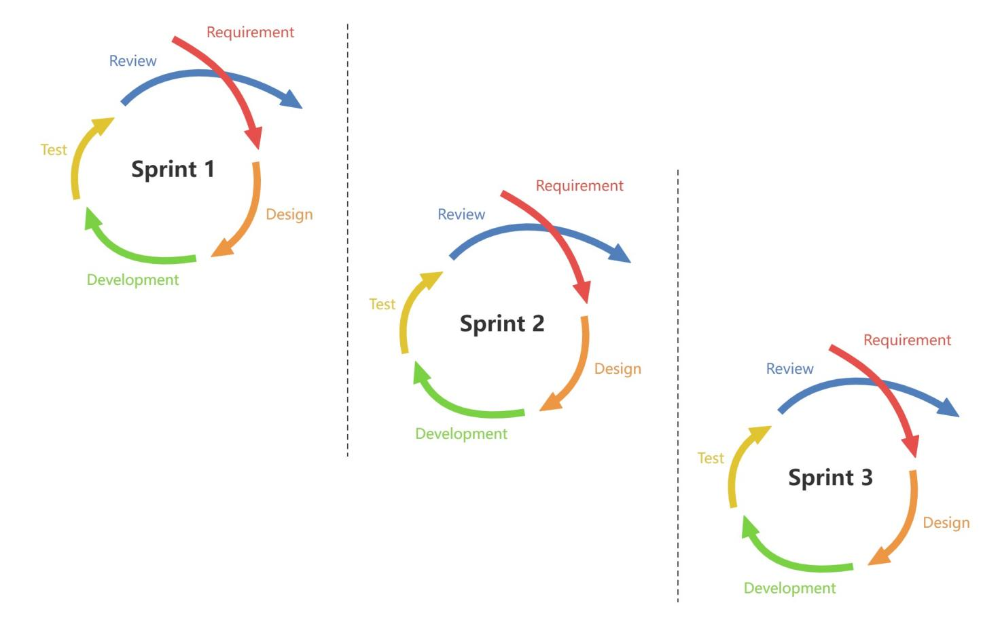 Requirement
Review
Test
Sprint 1
Design
Development
Requirement
Review
Test
Sprint 2
Design
Development
Requirement
Review
Test
Sprint 3
Design
Development